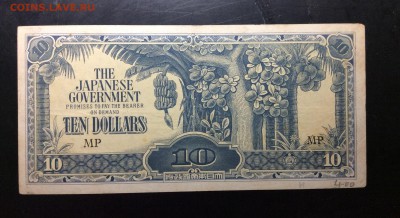 COINS.LAVE.RU
10
10
THE
JAPANESE
GOVERNMENT
PROMISES TO PAY THE BEARER
ON DEMAND
TEN DOLLARS
MP
MP
10
10
10